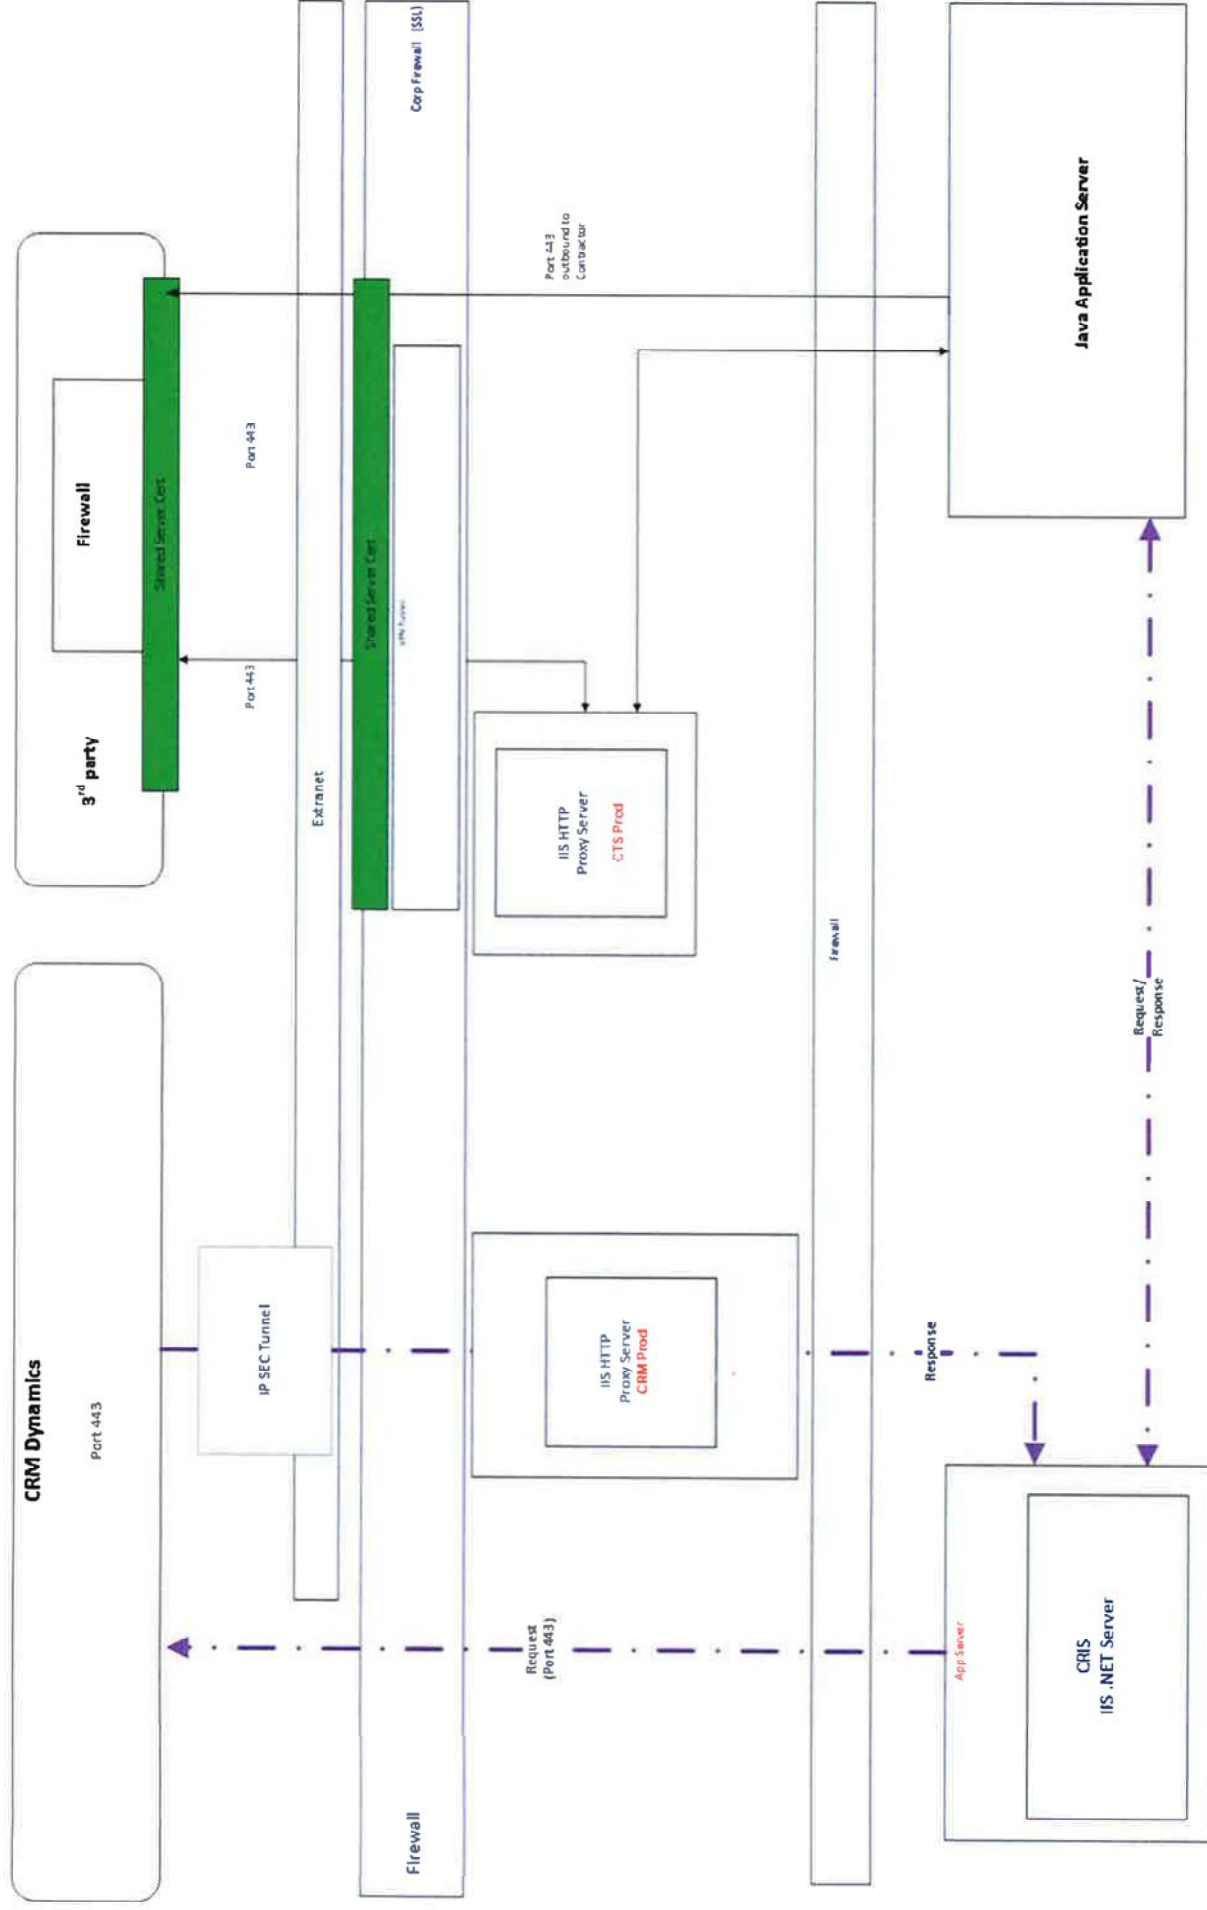 CRM Dynamics
Port 443
3rd party
Firewall
Shared Server Cert
IP SEC Tunnel
Port 443
Port 443
Extranet
Firewall
Shared Server Cert
VPN Tunnel
Corp Firewall (SSL)
Request
(Port 443)
IIS HTTP
Proxy Server
CRM Prod
IIS HTTP
Proxy Server
CTS Prod
Port 443
outbound to
Contractor
Firewall
Response
App Server
CRIS
IIS .NET Server
Request/
Response
Java Application Server